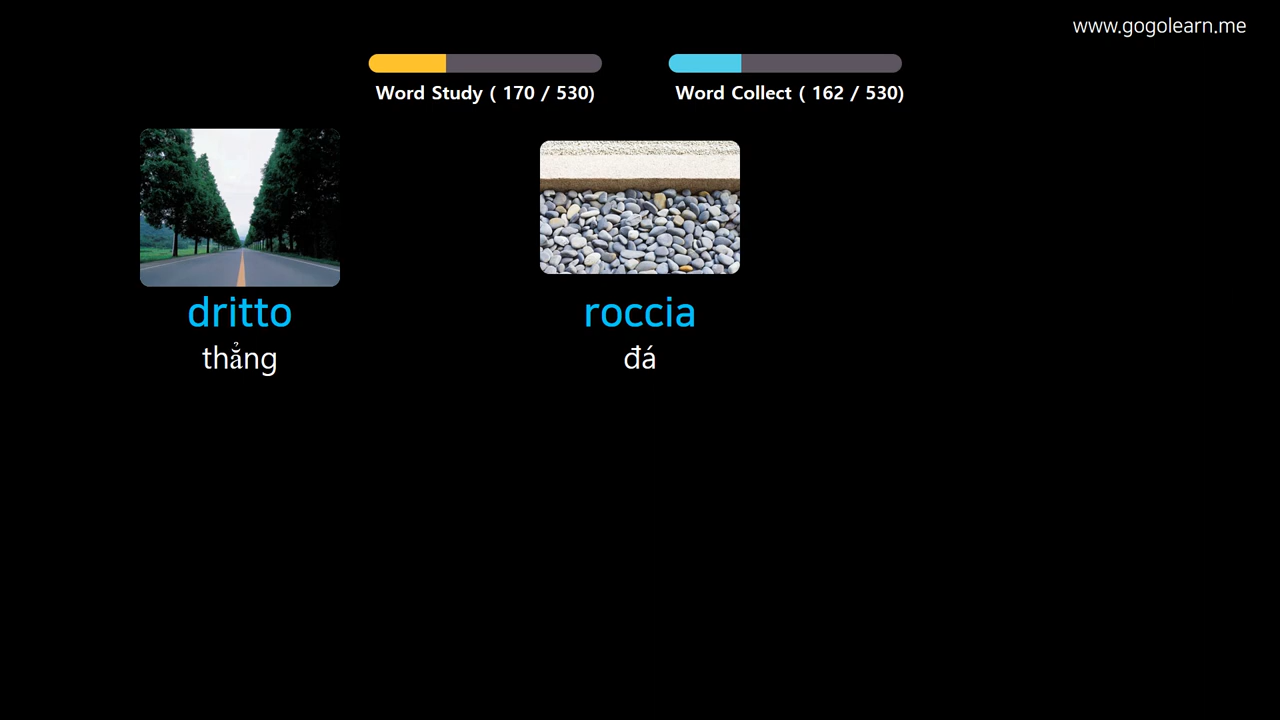 www.gogolearn.me
Word Study ( 170 / 530)
Word Collect ( 162 / 530)
dritto
thẳng
roccia
đá